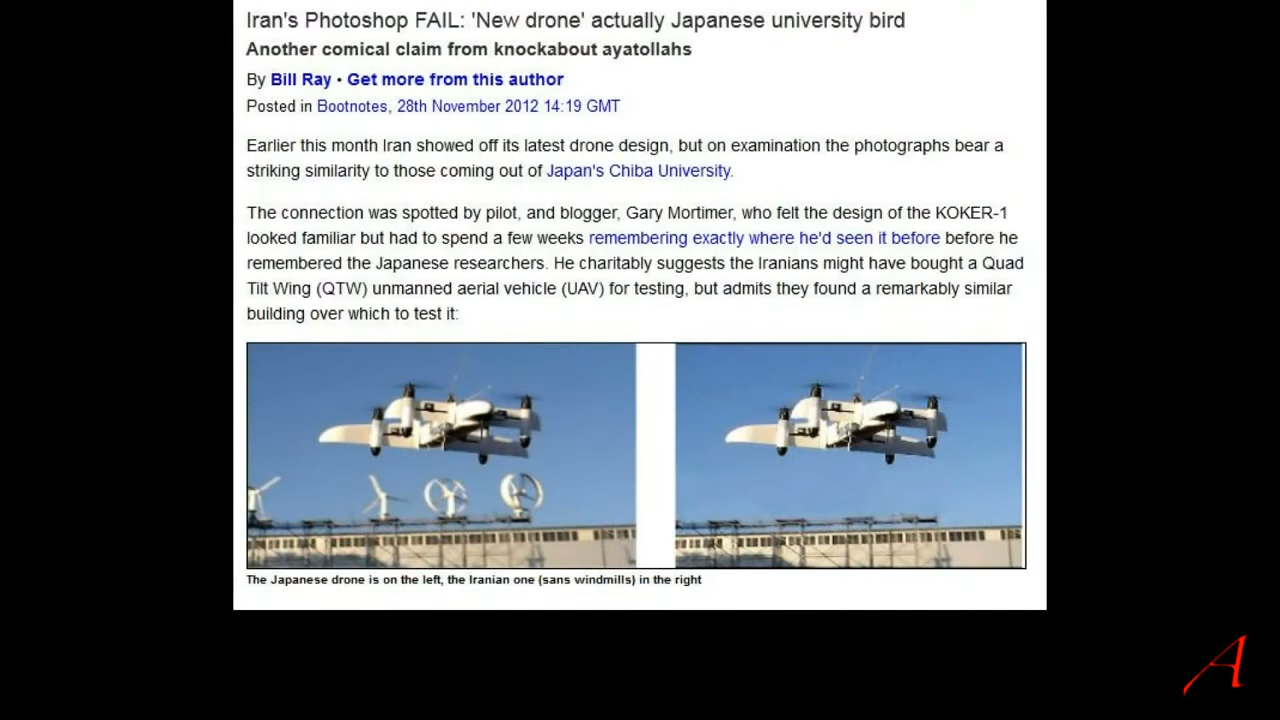 Iran's Photoshop FAIL: 'New drone' actually Japanese university bird
Another comical claim from knockabout ayatollahs
By Bill Ray • Get more from this author
Posted in Bootnotes, 28th November 2012 14:19 GMT
Earlier this month Iran showed off its latest drone design, but on examination the photographs bear a
striking similarity to those coming out of Japan's Chiba University.
The connection was spotted by pilot, and blogger, Gary Mortimer, who felt the design of the KOKER-1
looked familiar but had to spend a few weeks remembering exactly where he'd seen it before before he
remembered the Japanese researchers. He charitably suggests the Iranians might have bought a Quad
Tilt Wing (QTW) unmanned aerial vehicle (UAV) for testing, but admits they found a remarkably similar
building over which to test it:
The Japanese drone is on the left, the Iranian one (sans windmills) in the right
A